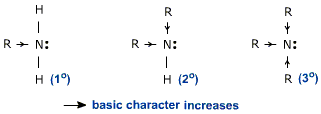 H R R
R → N: R → N: R → N:
H (1°) H (2°) R (3°)
→ basic character increases